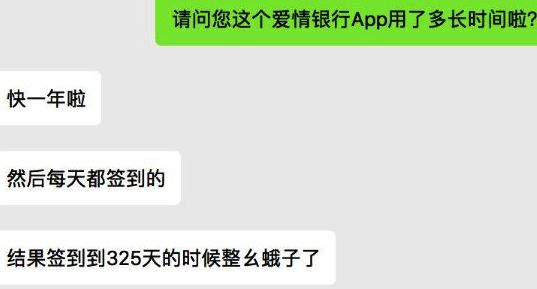 请问您这个爱情银行App用了多长时间啦?
快一年啦
然后每天都签到的
结果签到到325天的时候整幺蛾子了